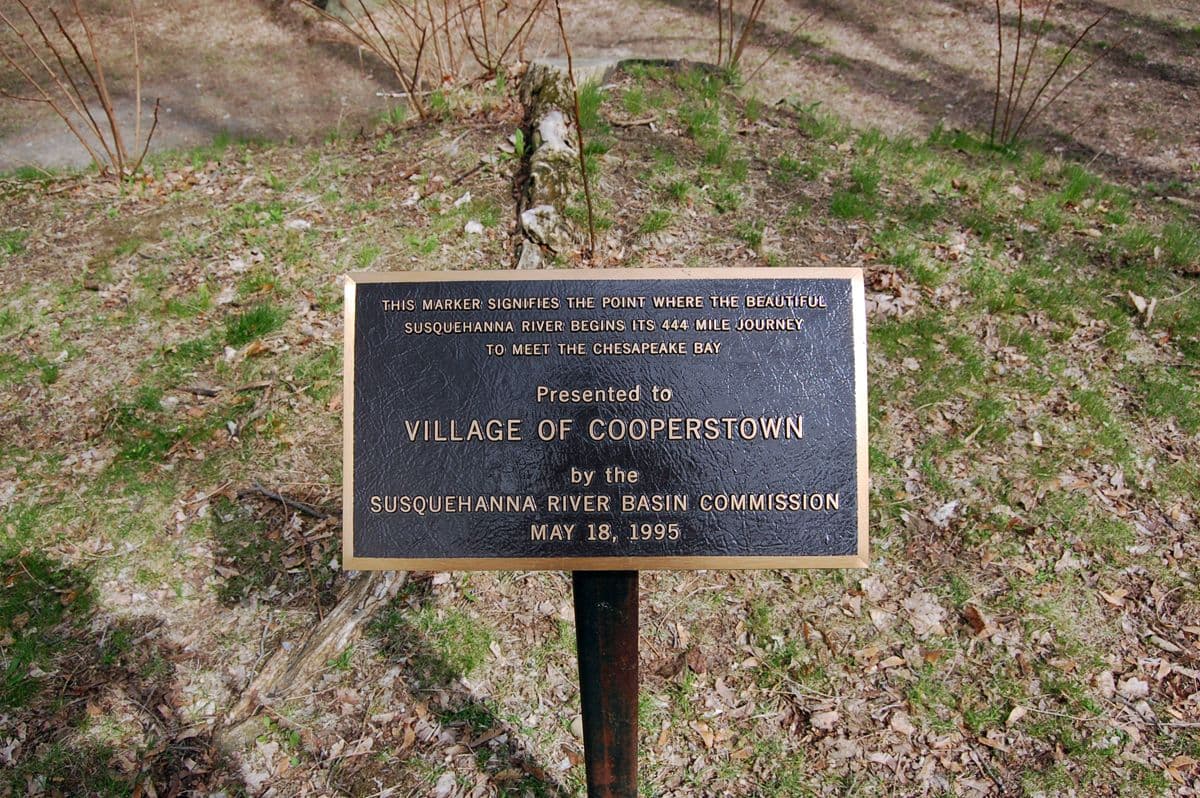 THIS MARKER SIGNIFIES THE POINT WHERE THE BEAUTIFUL
SUSQUEHANNA RIVER BEGINS ITS 444 MILE JOURNEY
TO MEET THE CHESAPEAKE BAY
Presented to
VILLAGE OF COOPERSTOWN
by the
SUSQUEHANNA RIVER BASIN COMMISSION
MAY 18, 1995